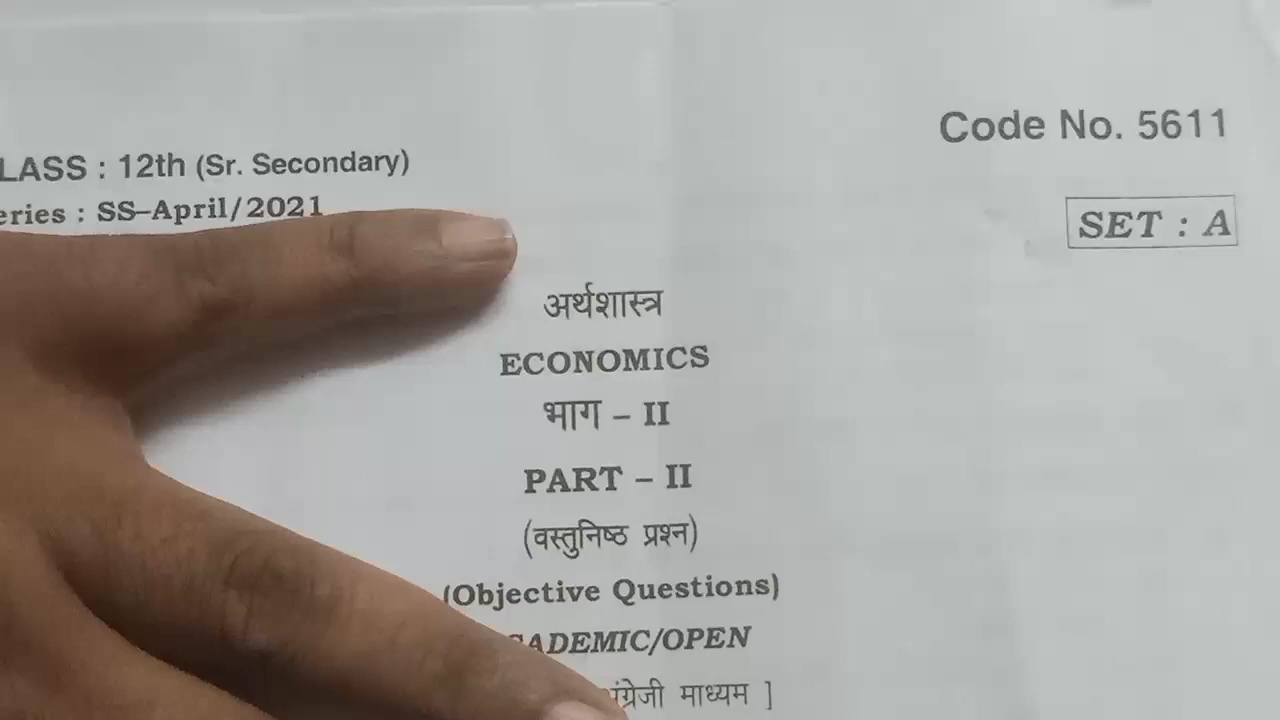 Code No. 5611
LASS : 12th (Sr. Secondary)
eries : SS–April/2021
SET : A
अर्थशास्त्र
ECONOMICS
भाग – II
PART – II
(वस्तुनिष्ठ प्रश्न)
(Objective Questions)
ADEMIC/OPEN
माध्यम ]